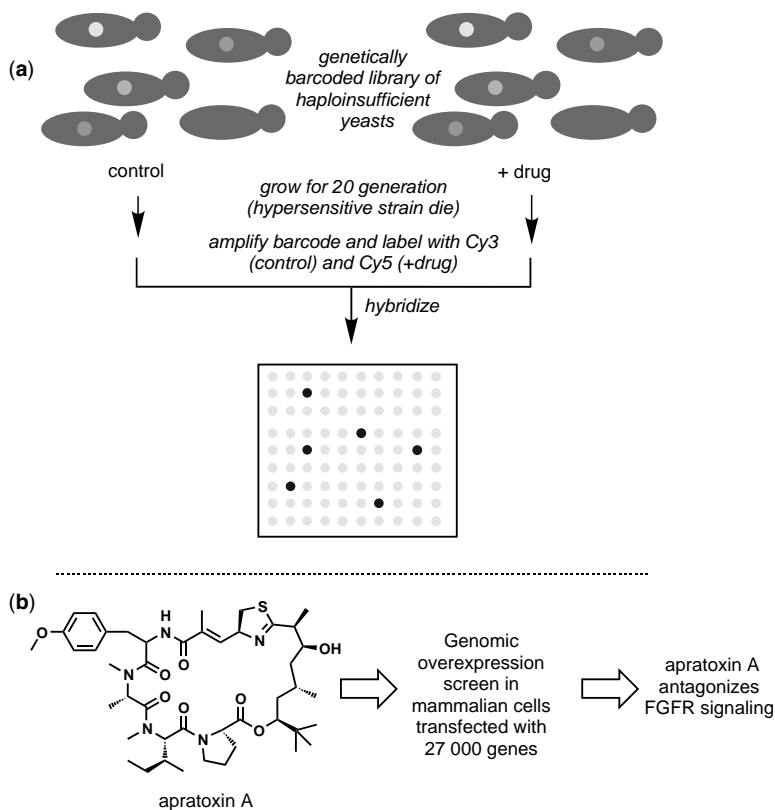 (a)
genetically
barcoded library of
haploinsufficient
yeasts
control
+ drug
grow for 20 generation
(hypersensitive strain die)
amplify barcode and label with Cy3
(control) and Cy5 (+drug)
hybridize
(b)
O
H
N
O
S
N
OH
N
O
O
N
O
N
O
O
apratoxin A
Genomic
overexpression
screen in
mammalian cells
transfected with
27 000 genes
apratoxin A
antagonizes
FGFR signaling